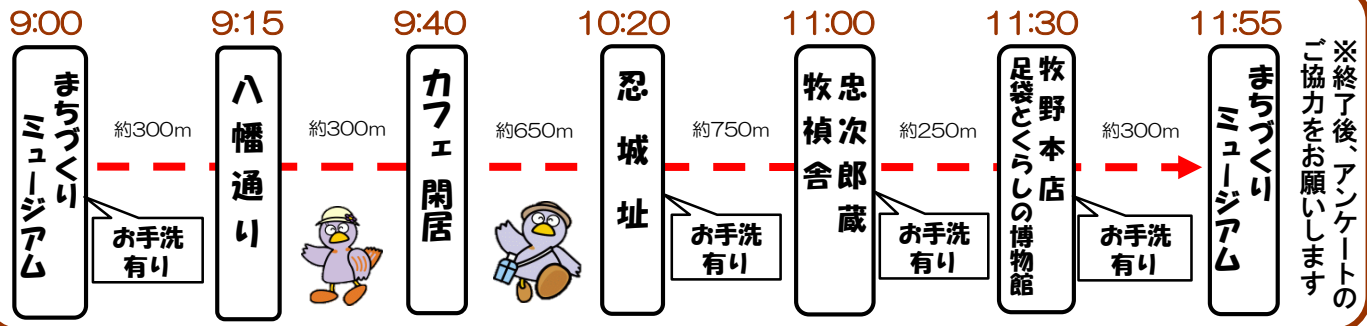 9:00
まちづくり
ミュージアム
お手洗
有り
約300m
9:15
八幡通り
約300m
9:40
カフェ閑居
約650m
10:20
忍城址
お手洗
有り
約750m
11:00
忠次郎蔵
牧禎舎
お手洗
有り
約250m
11:30
牧野本店
足袋とくらしの博物館
お手洗
有り
約300m
11:55
まちづくり
ミュージアム
※終了後、アンケートの
ご協力をお願いします